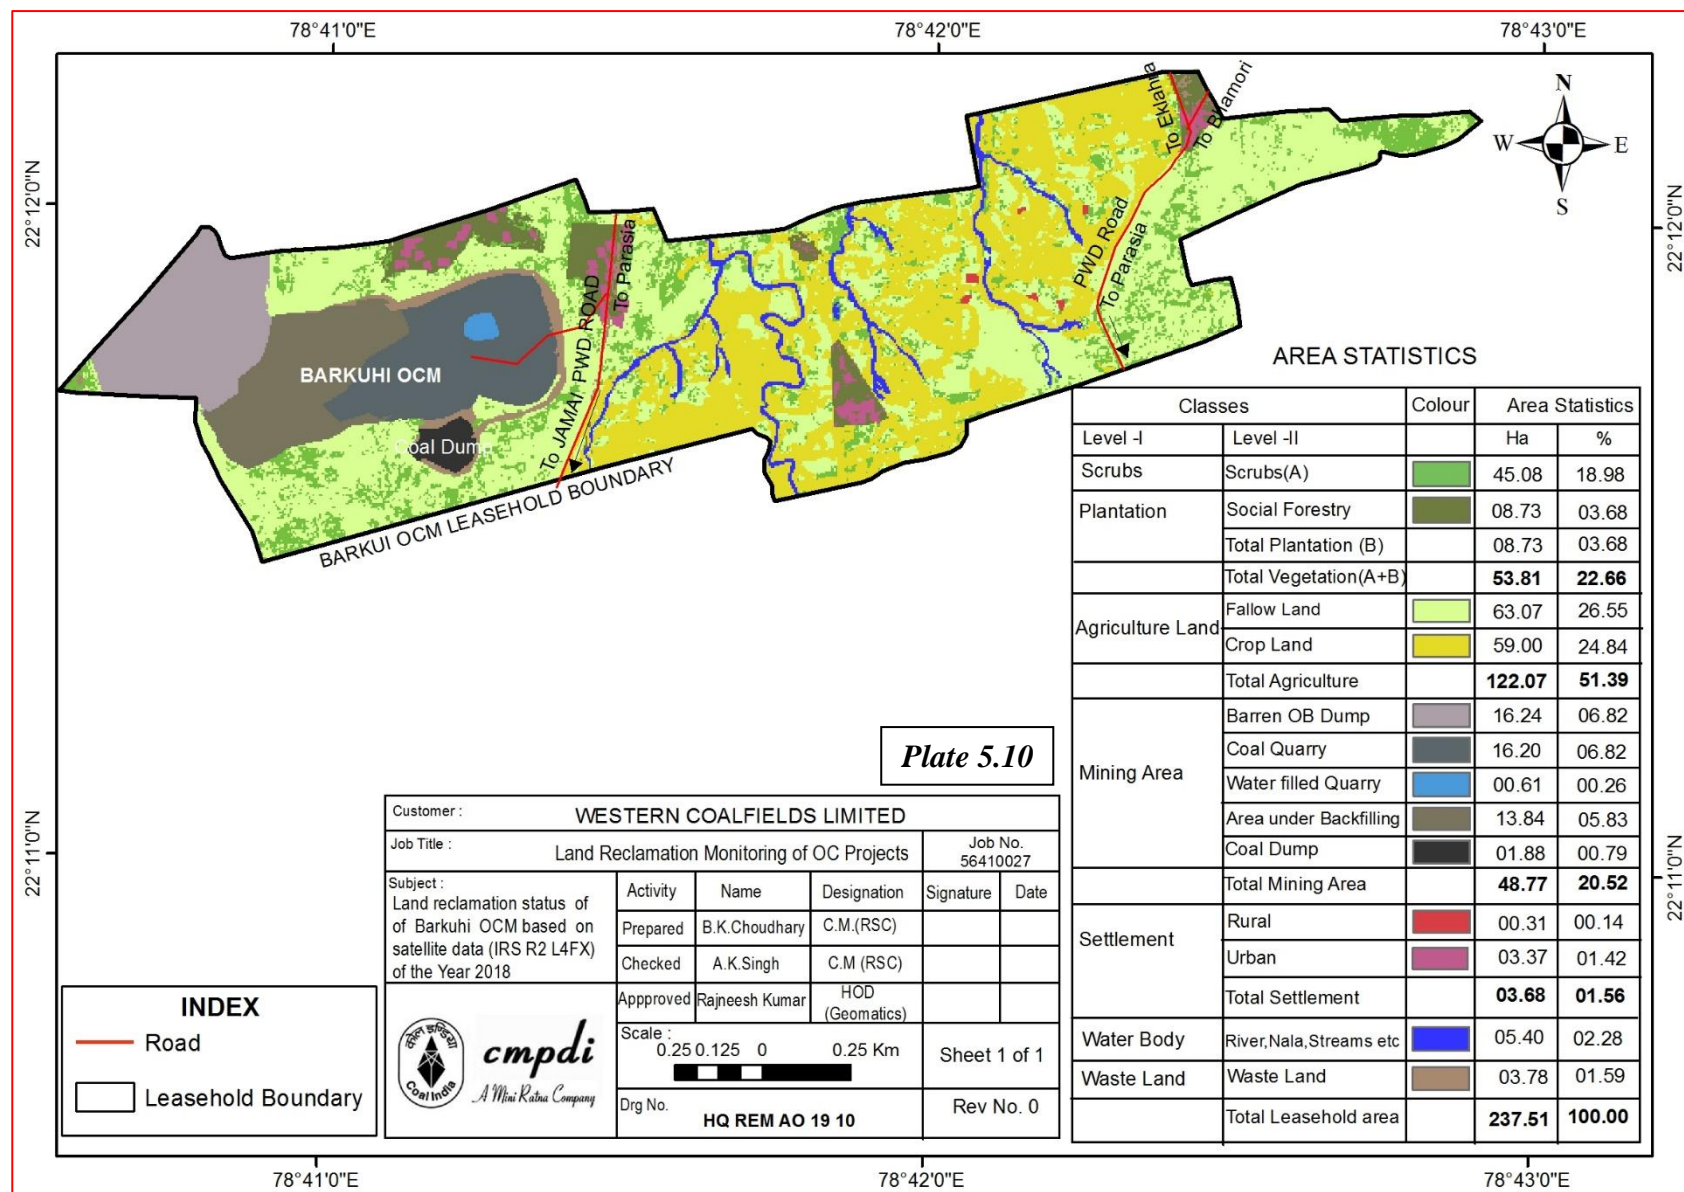 78°41'0"E 78°42'0"E 78°43'0"E
22°12'0"N
22°12'0"N
22°11'0"N
22°11'0"N
N
W E
S
To Eklahra
To Bhamori
PWD Road
To Parasia
To Parasia
To JAMAI PWD ROAD
BARKUHI OCM
Coal Dump
BARKUI OCM LEASEHOLD BOUNDARY
AREA STATISTICS
Classes Colour Area Statistics
Level -I Level -II Ha %
Scrubs Scrubs(A) 45.08 18.98
Plantation Social Forestry 08.73 03.68
Total Plantation (B) 08.73 03.68
Total Vegetation(A+B) 53.81 22.66
Agriculture Land Fallow Land 63.07 26.55
Crop Land 59.00 24.84
Total Agriculture 122.07 51.39
Mining Area Barren OB Dump 16.24 06.82
Coal Quarry 16.20 06.82
Water filled Quarry 00.61 00.26
Area under Backfilling 13.84 05.83
Coal Dump 01.88 00.79
Total Mining Area 48.77 20.52
Settlement Rural 00.31 00.14
Urban 03.37 01.42
Total Settlement 03.68 01.56
Water Body River,Nala,Streams etc 05.40 02.28
Waste Land Waste Land 03.78 01.59
Total Leasehold area 237.51 100.00
Plate 5.10
Customer : WESTERN COALFIELDS LIMITED
Job Title : Land Reclamation Monitoring of OC Projects
Job No.
56410027
Subject :
Land reclamation status of
of Barkuhi OCM based on
satellite data (IRS R2 L4FX)
of the Year 2018
Activity Name Designation Signature Date
Prepared B.K.Choudhary C.M.(RSC)
Checked A.K.Singh C.M (RSC)
Appproved Rajneesh Kumar HOD
(Geomatics)
Scale :
0.25 0.125 0 0.25 Km
Sheet 1 of 1
Drg No.
HQ REM AO 19 10
Rev No. 0
कोल इण्डिया
Coal India
cmpdi
A Mini Ratna Company
INDEX
Road
Leasehold Boundary
78°41'0"E 78°42'0"E 78°43'0"E